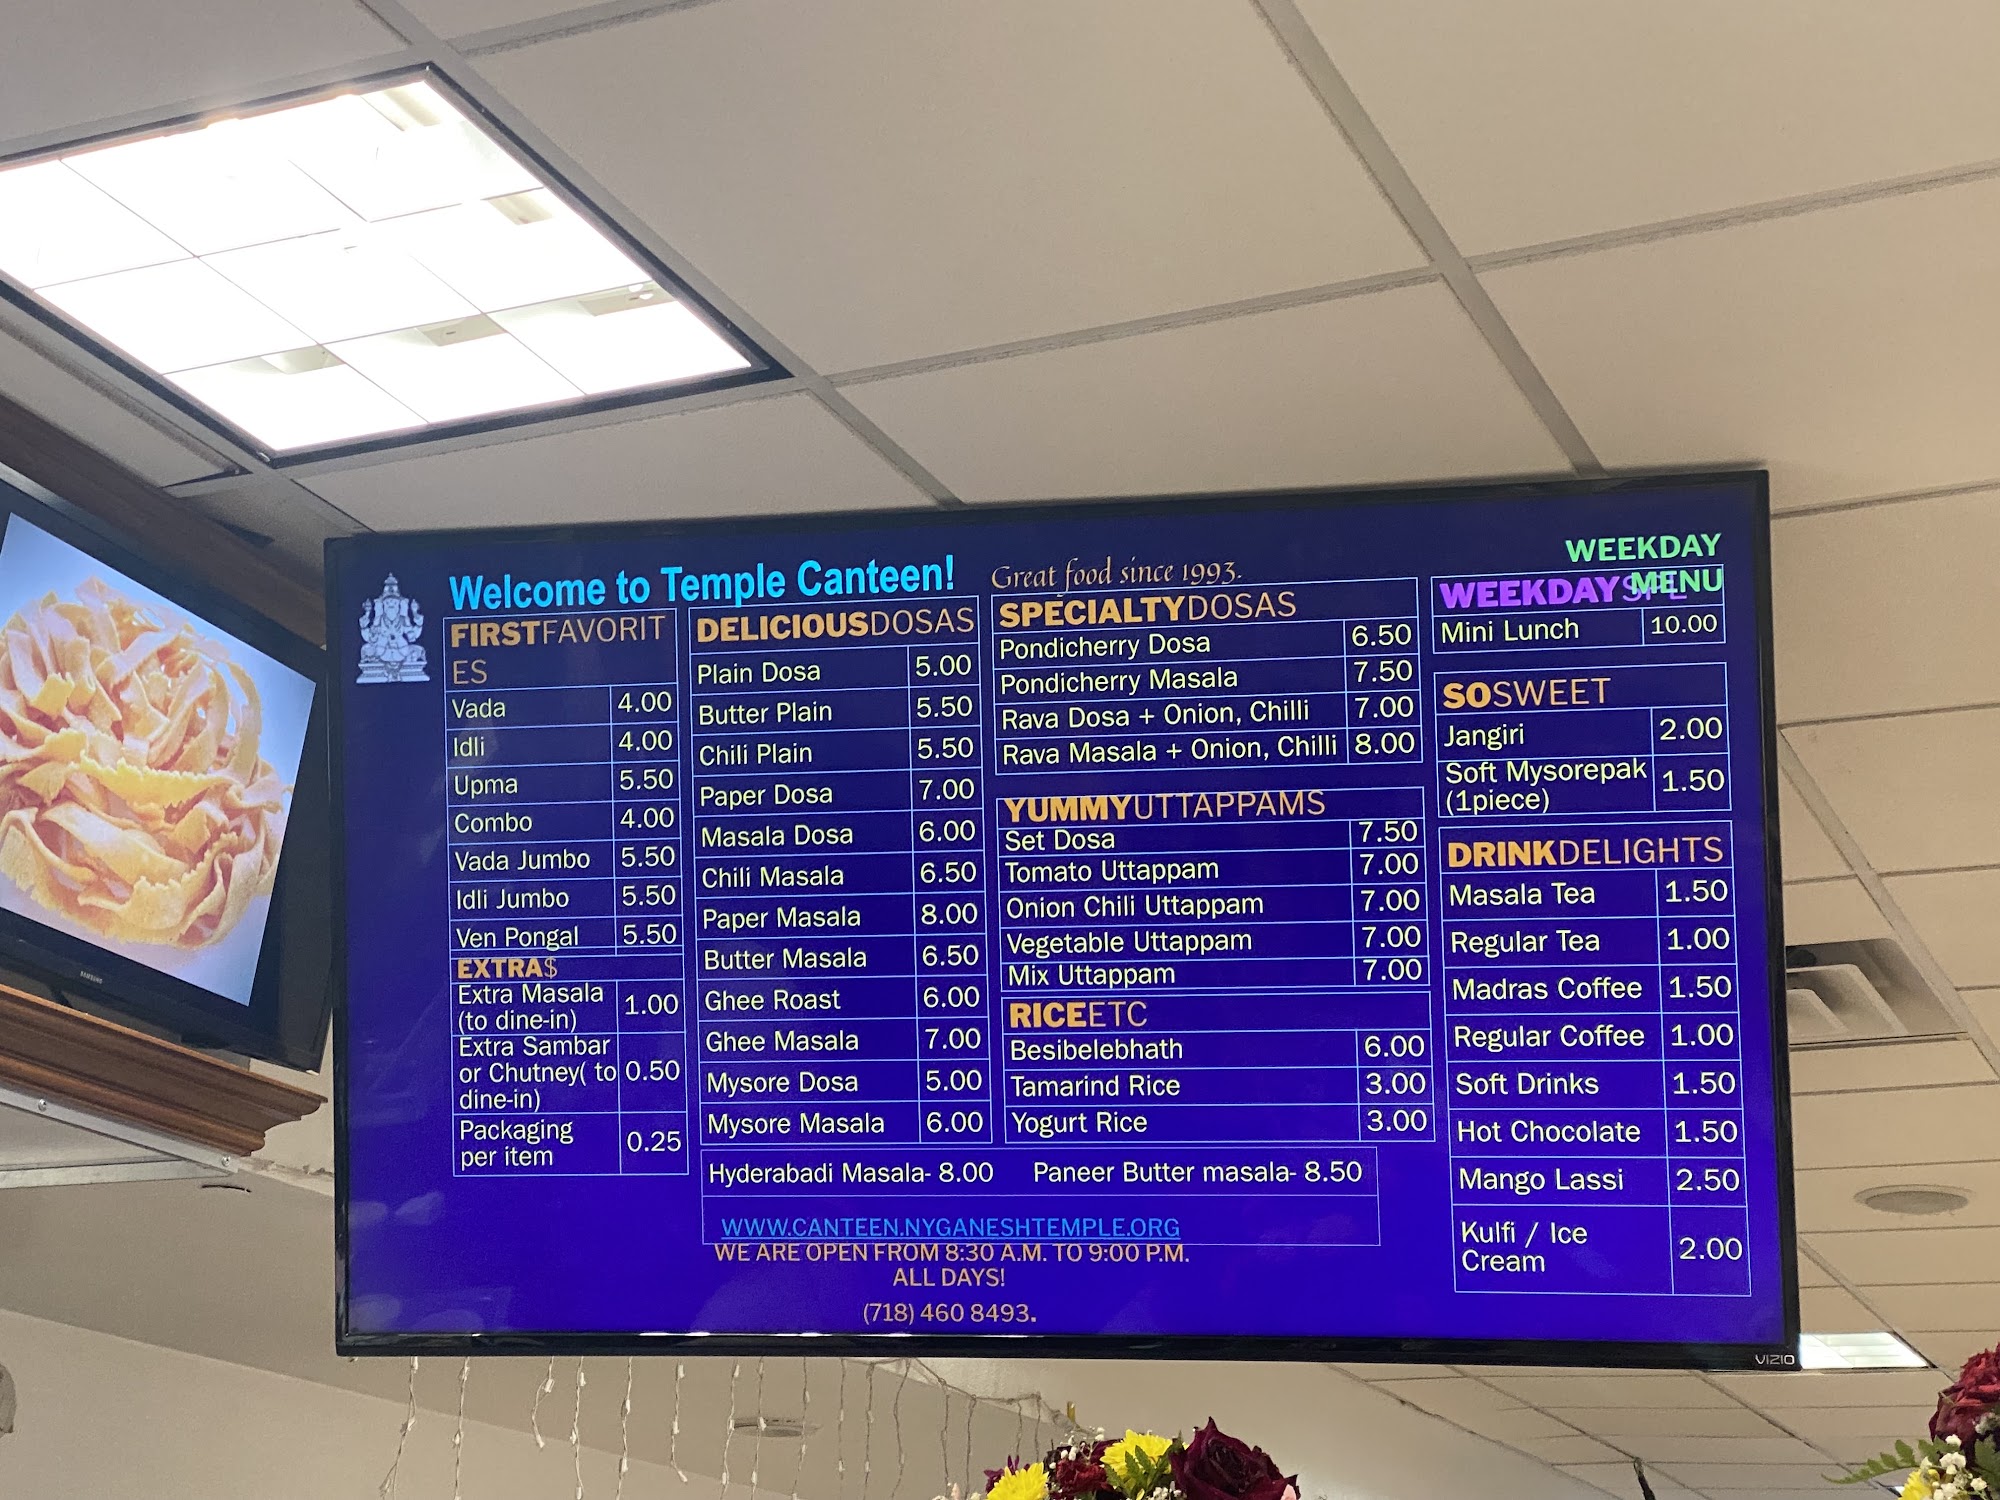 Welcome to Temple Canteen!
Great food since 1993.
WEEKDAY
MENU
FIRSTFAVORIT
ES
Vada 4.00
Idli 4.00
Upma 5.50
Combo 4.00
Vada Jumbo 5.50
Idli Jumbo 5.50
Ven Pongal 5.50
EXTRA$
Extra Masala 1.00
(to dine-in)
Extra Sambar
or Chutney( to 0.50
dine-in)
Packaging 0.25
per item
DELICIOUSDOSAS
Plain Dosa 5.00
Butter Plain 5.50
Chili Plain 5.50
Paper Dosa 7.00
Masala Dosa 6.00
Chili Masala 6.50
Paper Masala 8.00
Butter Masala 6.50
Ghee Roast 6.00
Ghee Masala 7.00
Mysore Dosa 5.00
Mysore Masala 6.00
SPECIALTYDOSAS
Pondicherry Dosa 6.50
Pondicherry Masala 7.50
Rava Dosa + Onion, Chilli 7.00
Rava Masala + Onion, Chilli 8.00
YUMMYUTTAPPAMS
Set Dosa 7.50
Tomato Uttappam 7.00
Onion Chili Uttappam 7.00
Vegetable Uttappam 7.00
Mix Uttappam 7.00
RICEETC
Besibelebhath 6.00
Tamarind Rice 3.00
Yogurt Rice 3.00
Hyderabadi Masala- 8.00 Paneer Butter masala- 8.50
WWW.CANTEEN.NYGANESHTEMPLE.ORG
WE ARE OPEN FROM 8:30 A.M. TO 9:00 P.M.
ALL DAYS!
(718) 460 8493.
WEEKDAYSPL
Mini Lunch 10.00
SOSWEET
Jangiri 2.00
Soft Mysorepak 1.50
(1piece)
DRINKDELIGHTS
Masala Tea 1.50
Regular Tea 1.00
Madras Coffee 1.50
Regular Coffee 1.00
Soft Drinks 1.50
Hot Chocolate 1.50
Mango Lassi 2.50
Kulfi / Ice 2.00
Cream
VIZIO
SAMSUNG